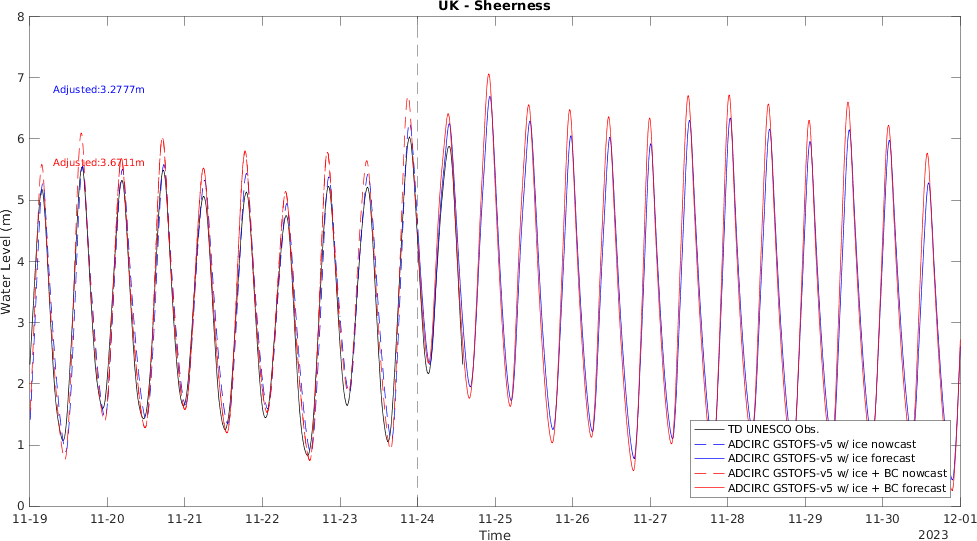 UK - Sheerness
8
7
6
5
4
3
2
1
0
Water Level (m)
Adjusted:3.2777m
Adjusted:3.6711m
TD UNESCO Obs.
ADCIRC GSTOFS-v5 w/ ice nowcast
ADCIRC GSTOFS-v5 w/ ice forecast
ADCIRC GSTOFS-v5 w/ ice + BC nowcast
ADCIRC GSTOFS-v5 w/ ice + BC forecast
11-19 11-20 11-21 11-22 11-23 11-24 11-25 11-26 11-27 11-28 11-29 11-30 12-01
Time
2023